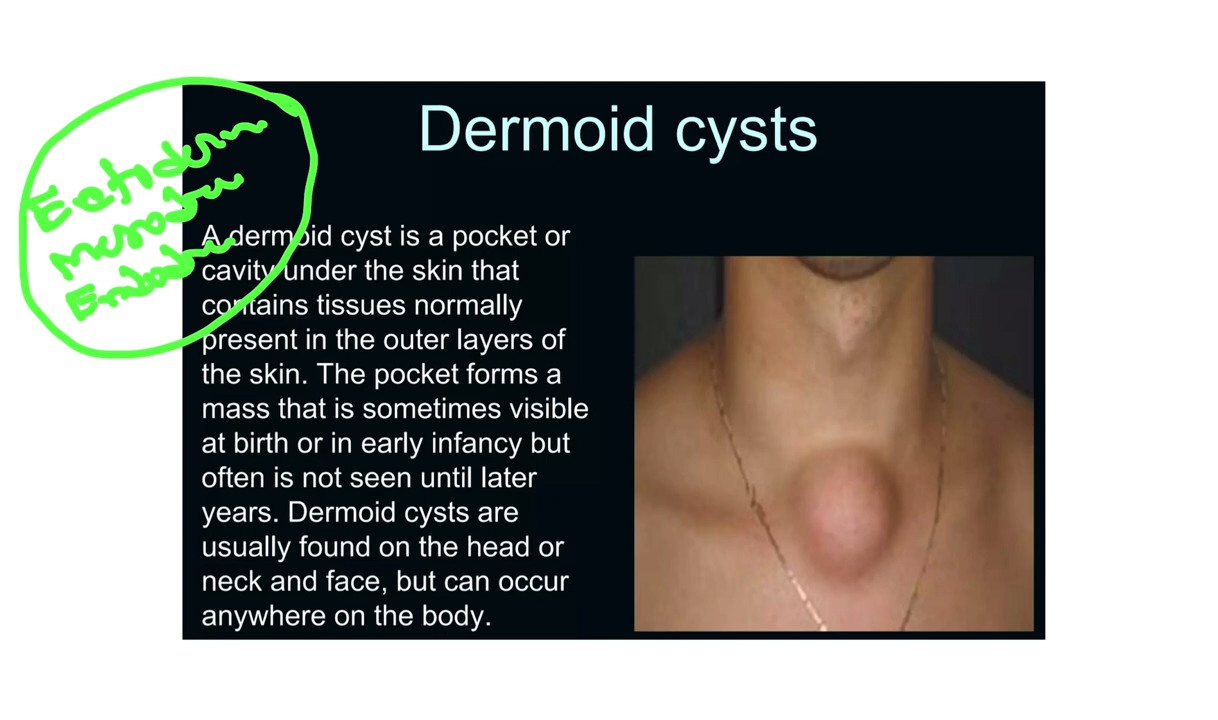 Dermoid cysts
Ectoderm
A dermoid cyst is a pocket or
cavity under the skin that
contains tissues normally
present in the outer layers of
the skin. The pocket forms a
mass that is sometimes visible
at birth or in early infancy but
often is not seen until later
years. Dermoid cysts are
usually found on the head or
neck and face, but can occur
anywhere on the body.